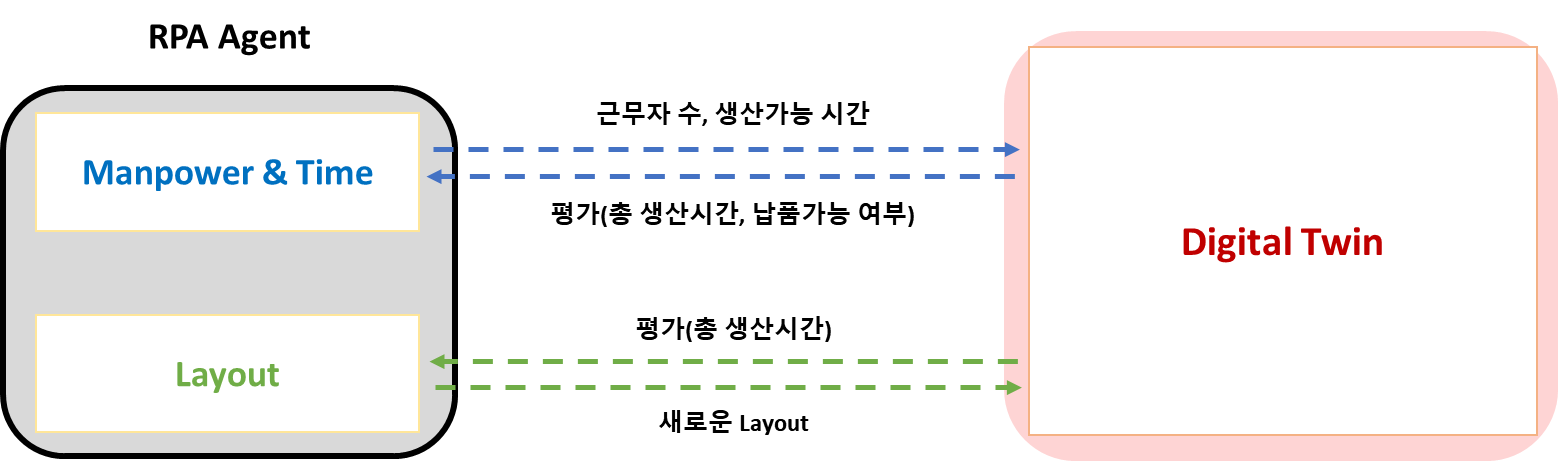 RPA Agent
Manpower & Time
근무자 수, 생산가능 시간
평가(총 생산시간, 납품가능 여부)
Digital Twin
Layout
평가(총 생산시간)
새로운 Layout